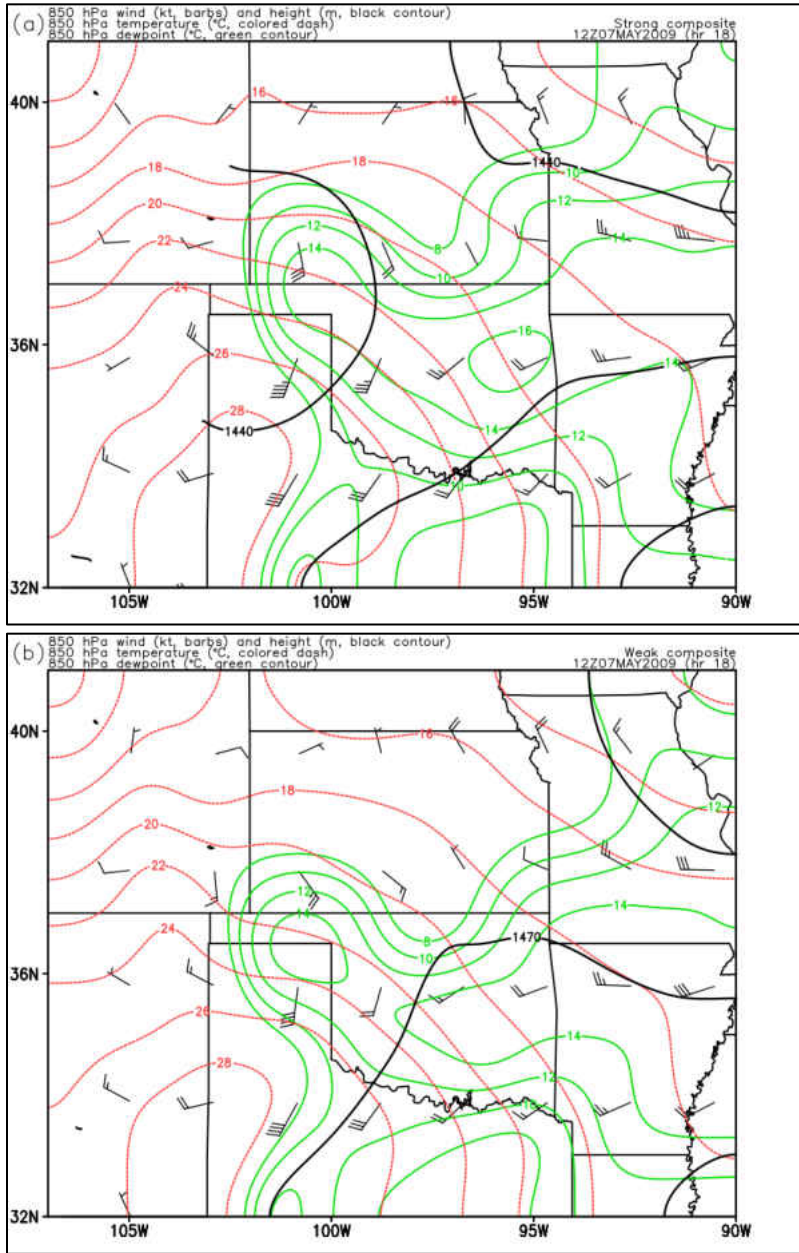 (a) 850 hPa wind (kt, barbs) and height (m, black contour)
850 hPa temperature (°C, colored dash) Strong composite
850 hPa dewpoint (°C, green contour) 12Z07MAY2009 (hr 18)
40N
16
16
1440
18
18
10
20
12
12
8
22
14
14
10
24
16
36N
26
14
28
1440
14
12
10
32N
105W 100W 95W 90W
(b) 850 hPa wind (kt, barbs) and height (m, black contour)
850 hPa temperature (°C, colored dash) Weak composite
850 hPa dewpoint (°C, green contour) 12Z07MAY2009 (hr 18)
40N
16
18
12
20
22
12
14
14
8
1470
24
10
36N
26
14
28
12
10
32N
105W 100W 95W 90W